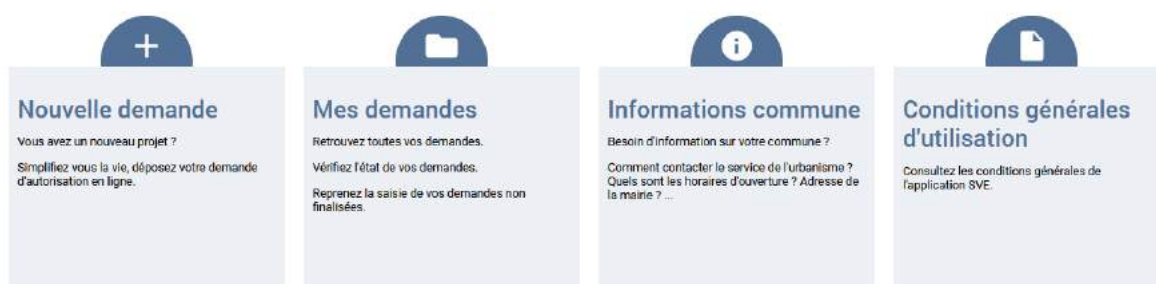 Nouvelle demande
Vous avez un nouveau projet ?
Simplifiez vous la vie, déposez votre demande
d'autorisation en ligne.
Mes demandes
Retrouvez toutes vos demandes.
Vérifiez l'état de vos demandes.
Reprenez la saisie de vos demandes non
finalisées.
Informations commune
Besoin d'information sur votre commune ?
Comment contacter le service de l'urbanisme ?
Quels sont les horaires d'ouverture ? Adresse de
la mairie ? ...
Conditions générales
d'utilisation
Consultez les conditions générales de
l'application SVE.